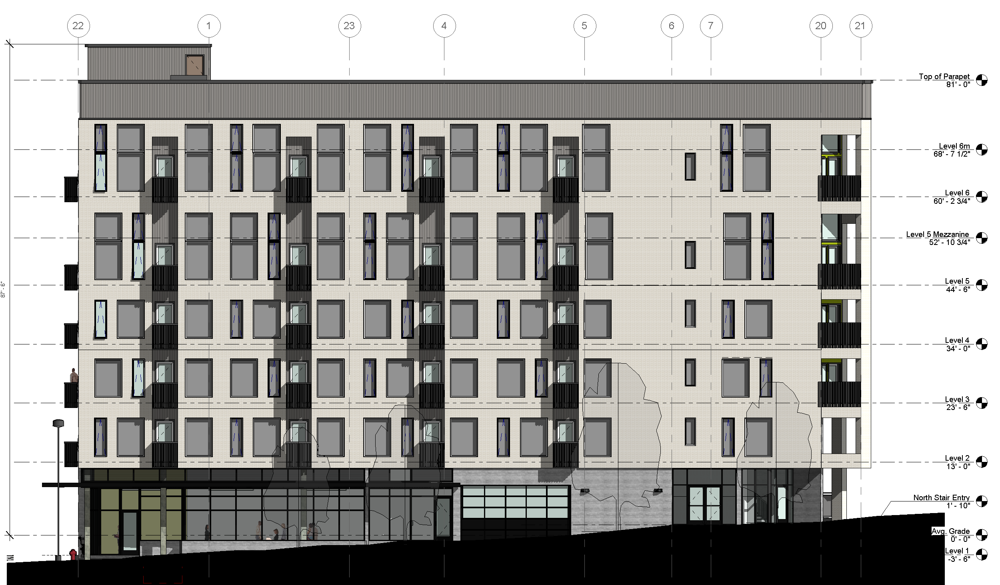 22 1 23 4 5 6 7 20 21
Top of Parapet
81' - 0"
Level 6m
68' - 7 1/2"
Level 6
60' - 2 3/4"
Level 5 Mezzanine
52' - 10 3/4"
Level 5
44' - 6"
87' - 6"
Level 4
34' - 0"
Level 3
23' - 6"
Level 2
13' - 0"
North Stair Entry
1' - 10"
Avg. Grade
0' - 0"
Level 1
-3' - 6"